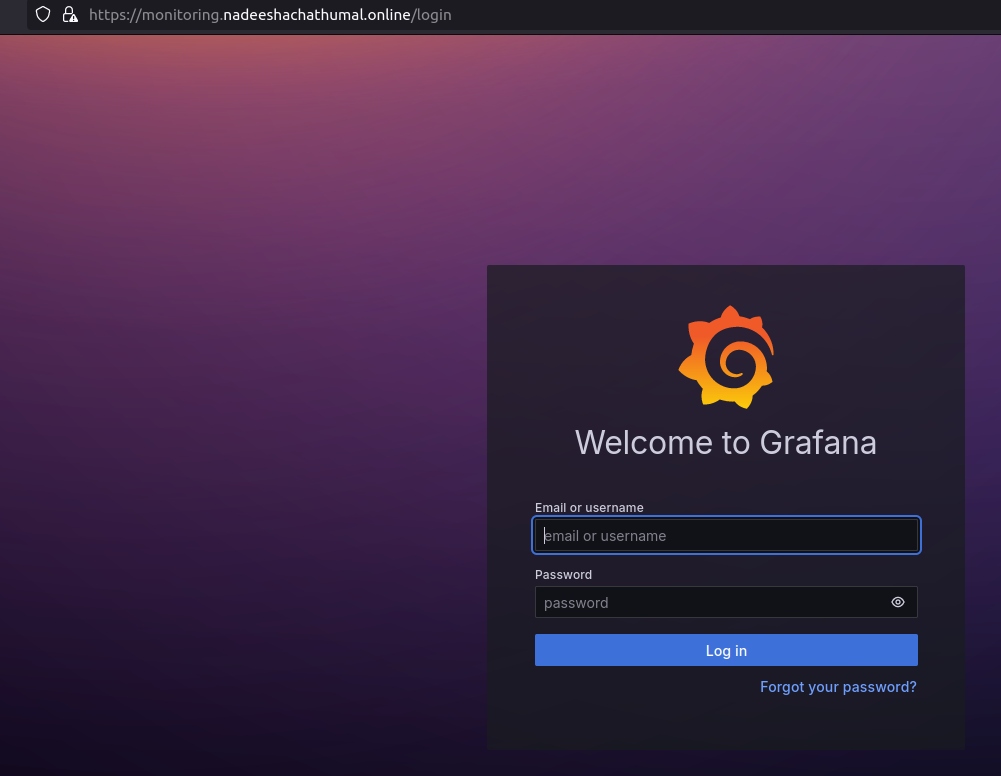 https://monitoring.nadeeshachathumal.online/login
Welcome to Grafana
Email or username
email or username
Password
password
Log in
Forgot your password?